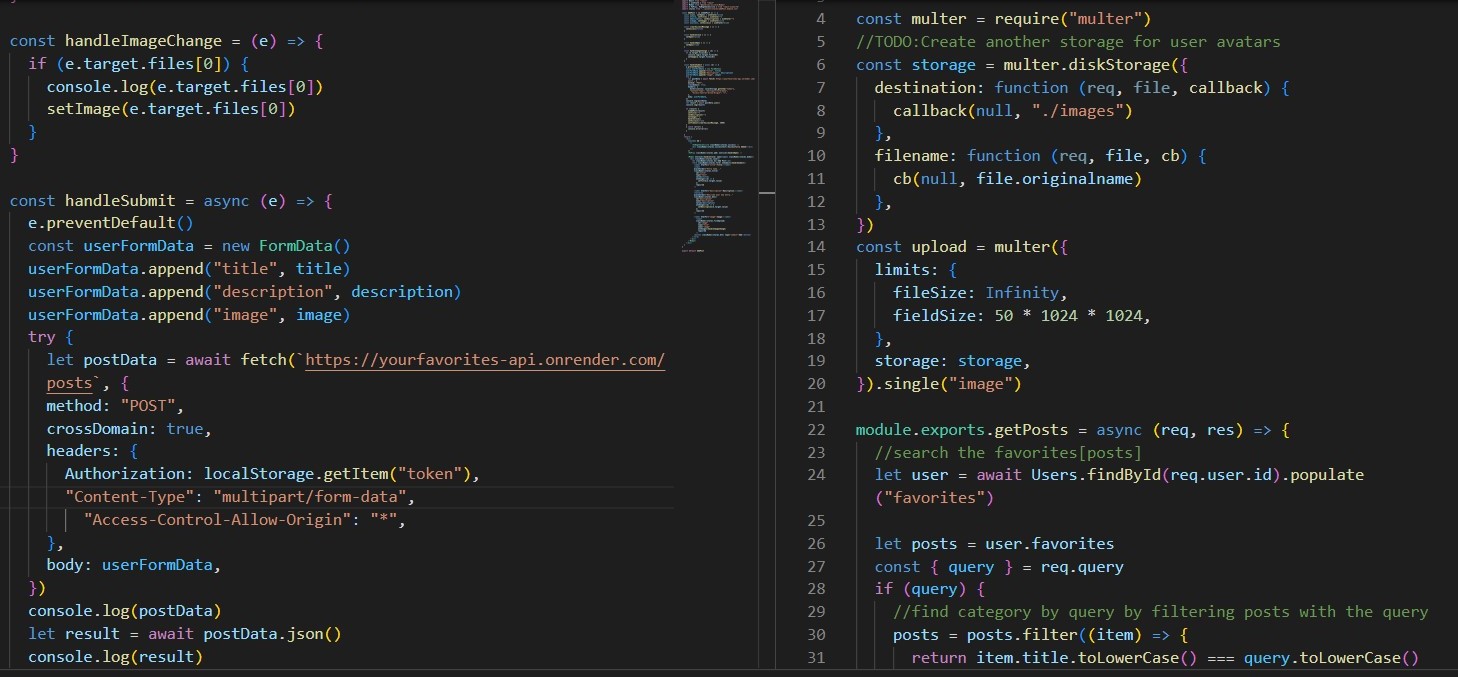 const handleImageChange = (e) => {
if (e.target.files[0]) {
console.log(e.target.files[0])
setImage(e.target.files[0])
}
}
const handleSubmit = async (e) => {
e.preventDefault()
const userFormData = new FormData()
userFormData.append("title", title)
userFormData.append("description", description)
userFormData.append("image", image)
try {
let postData = await fetch(`https://yourfavorites-api.onrender.com/
posts`, {
method: "POST",
crossDomain: true,
headers: {
Authorization: localStorage.getItem("token"),
"Content-Type": "multipart/form-data",
"Access-Control-Allow-Origin": "*",
},
body: userFormData,
})
console.log(postData)
let result = await postData.json()
console.log(result)
4 const multer = require("multer")
5 //TODO:Create another storage for user avatars
6 const storage = multer.diskStorage({
7 destination: function (req, file, callback) {
8 callback(null, "./images")
9 },
10 filename: function (req, file, cb) {
11 cb(null, file.originalname)
12 },
13 })
14 const upload = multer({
15 limits: {
16 fileSize: Infinity,
17 fieldSize: 50 * 1024 * 1024,
18 },
19 storage: storage,
20 }).single("image")
21
22 module.exports.getPosts = async (req, res) => {
23 //search the favorites[posts]
24 let user = await Users.findById(req.user.id).populate
("favorites")
25
26 let posts = user.favorites
27 const { query } = req.query
28 if (query) {
29 //find category by query by filtering posts with the query
30 posts = posts.filter((item) => {
31 return item.title.toLowerCase() === query.toLowerCase()